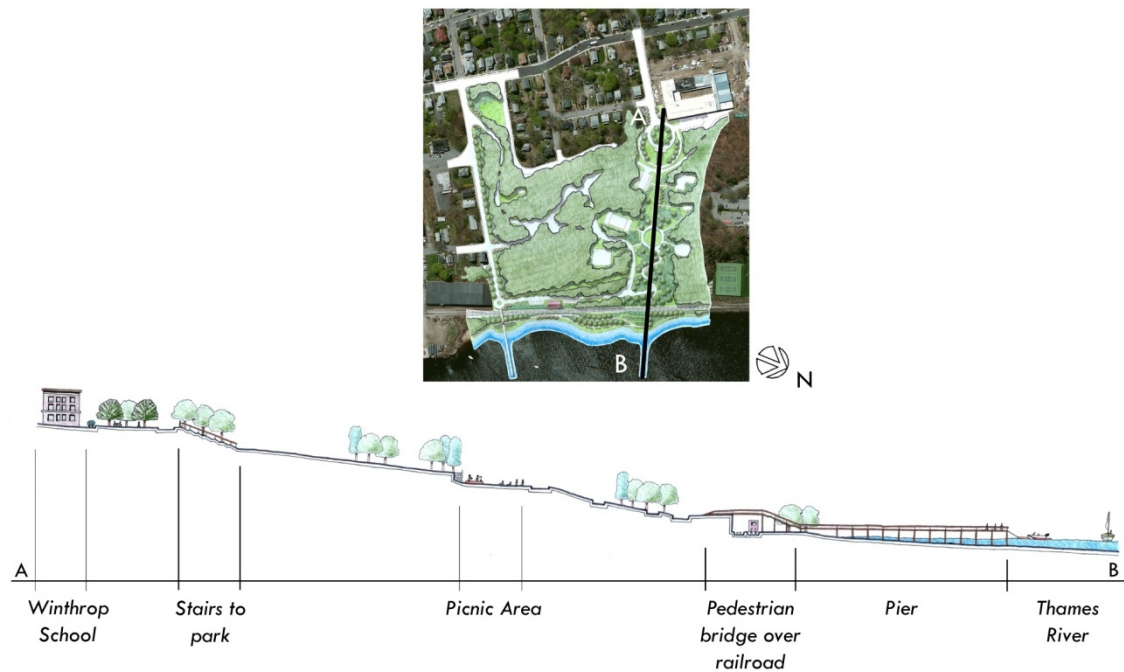 A
B
N
A
B
Winthrop
School
Stairs to
park
Picnic Area
Pedestrian
bridge over
railroad
Pier
Thames
River